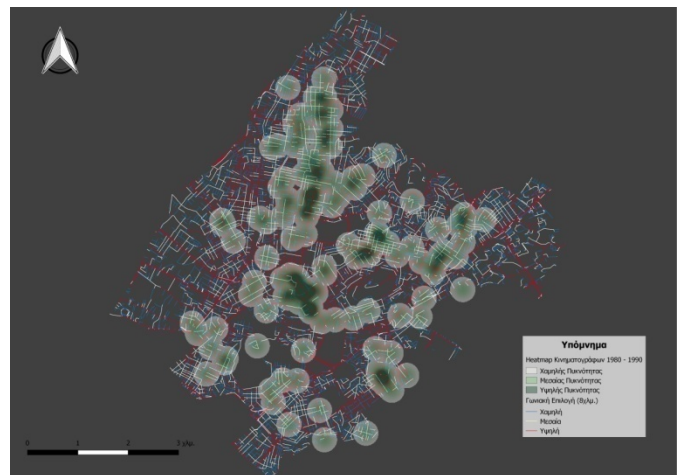 Υπόμνημα
Heatmap Κινηματογράφων 1980 - 1990
Χαμηλής Πυκνότητας
Μεσαίας Πυκνότητας
Υψηλής Πυκνότητας
Γωνιακή Επιλογή (8χλμ.)
Χαμηλή
Μεσαία
Υψηλή
0 1 2 3 χλμ.